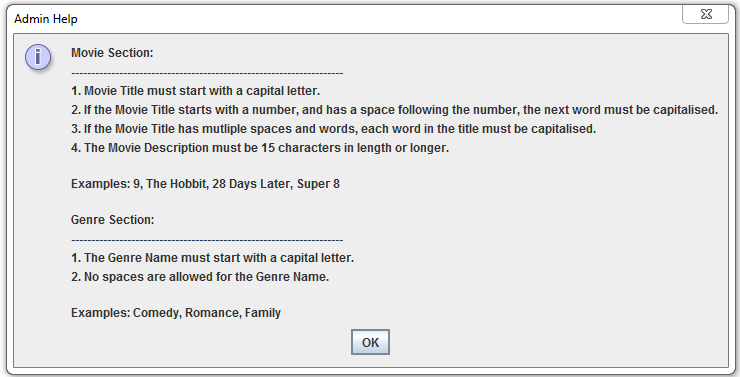 Admin Help
Movie Section:
--------------------------------------------------------------------
1. Movie Title must start with a capital letter.
2. If the Movie Title starts with a number, and has a space following the number, the next word must be capitalised.
3. If the Movie Title has mutliple spaces and words, each word in the title must be capitalised.
4. The Movie Description must be 15 characters in length or longer.
Examples: 9, The Hobbit, 28 Days Later, Super 8
Genre Section:
--------------------------------------------------------------------
1. The Genre Name must start with a capital letter.
2. No spaces are allowed for the Genre Name.
Examples: Comedy, Romance, Family
OK